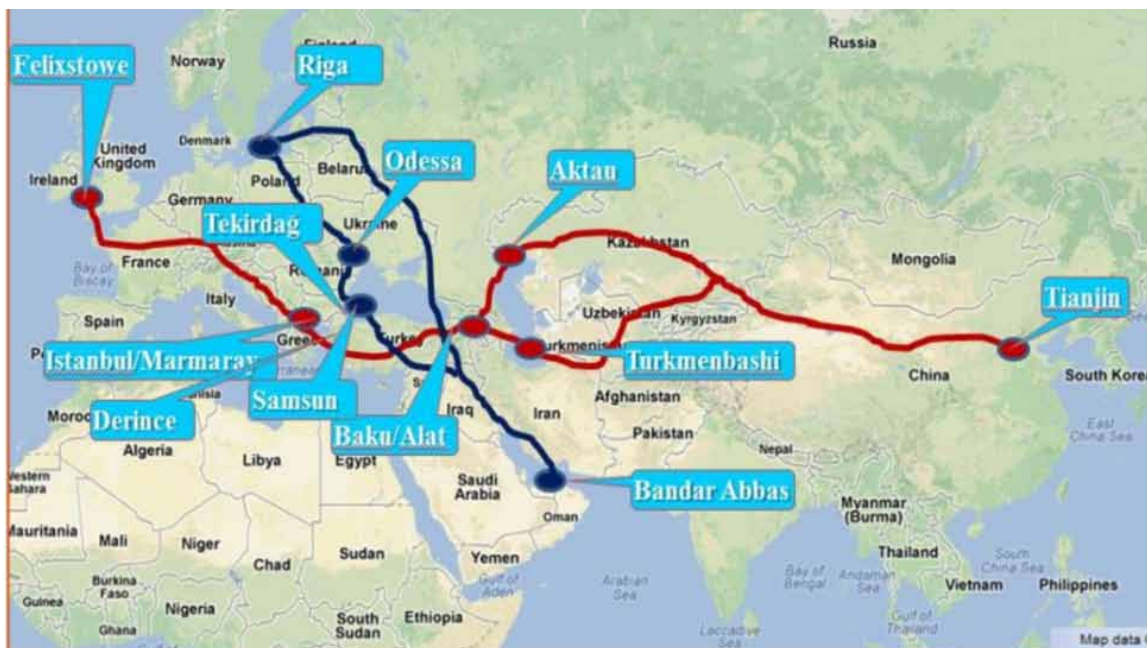 Finland
Russia
Norway
Felixstowe
Riga
Denmark
United
Kingdom
Ireland
Belarus
Odessa
Aktau
Poland
Germany
Tekirdağ
Ukraine
Kazakhstan
Mongolia
France
Bay of
Biscay
Italy
Uzbekistan
Kyrgyzstan
Tianjin
Spain
Greece
Turkey
Turkmenbashi
China
South Korea
Istanbul/Marmaray
Samsun
Derince
Baku/Alat
Iraq
Iran
Afghanistan
Pakistan
East
China Sea
Algeria
Libya
Egypt
Nepal
Western
Sahara
Saudi
Arabia
Bandar Abbas
Oman
Myanmar
(Burma)
Mauritania
Mali
Niger
Chad
Sudan
Yemen
Gulf of
Aden
Arabian
Sea
Bay of
Bengal
Andaman
Sea
Thailand
South
China Sea
Vietnam
Philippines
Burkina
Faso
Guinea
Ghana
Nigeria
South
Sudan
Ethiopia
Laccadive
Sea
Gulf of
Thailand
Map data